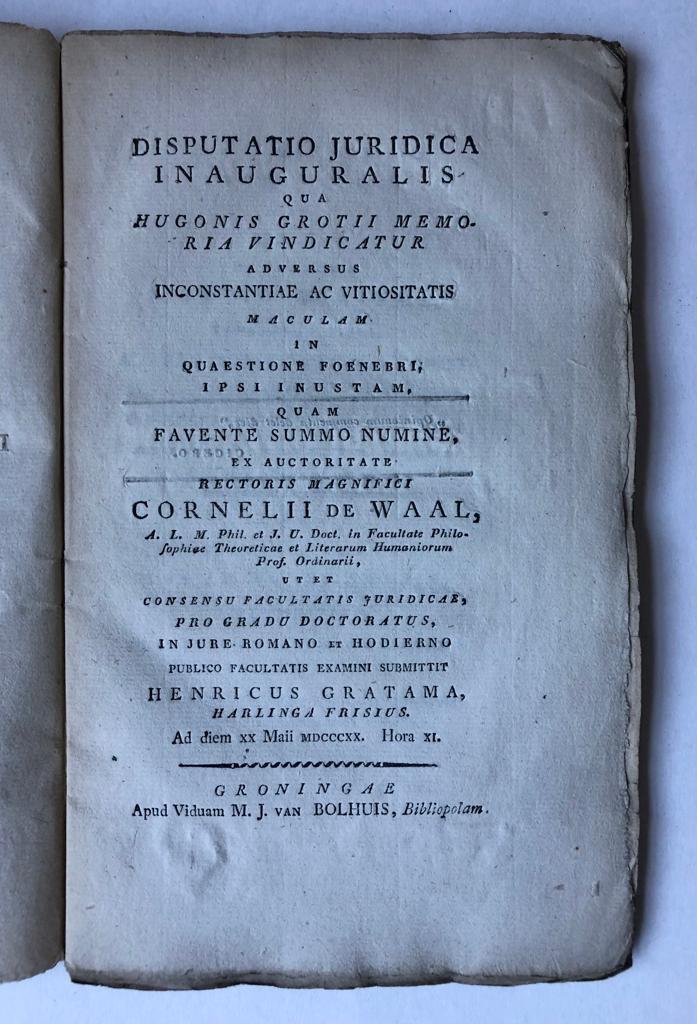 DISPUTATIO JURIDICA
INAUGURALIS
QUA
HUGONIS GROTII MEMO-
RIA VINDICATUR
ADVERSUS
INCONSTANTIAE AC VITIOSITATIS
MACULAM
IN
QUAESTIONE FOENEBRI,
IPSI INUSTAM,
QUAM
FAVENTE SUMMO NUMINE,
EX AUCTORITATE
RECTORIS MAGNIFICI
CORNELII DE WAAL,
A. L. M. Phil. et J. U. Doct. in Facultate Philo-
sophiae Theoreticae et Literarum Humaniorum
Prof. Ordinarii,
UT ET
CONSENSU FACULTATIS JURIDICAE,
PRO GRADU DOCTORATUS,
IN JURE ROMANO ET HODIERNO
PUBLICO FACULTATIS EXAMINI SUBMITTIT
HENRICUS GRATAMA,
HARLINGA FRISIUS.
Ad diem XX Maii MDCCCXX. Hora XI.
GRONINGAE
Apud Viduam M. J. VAN BOLHUIS, Bibliopolam.